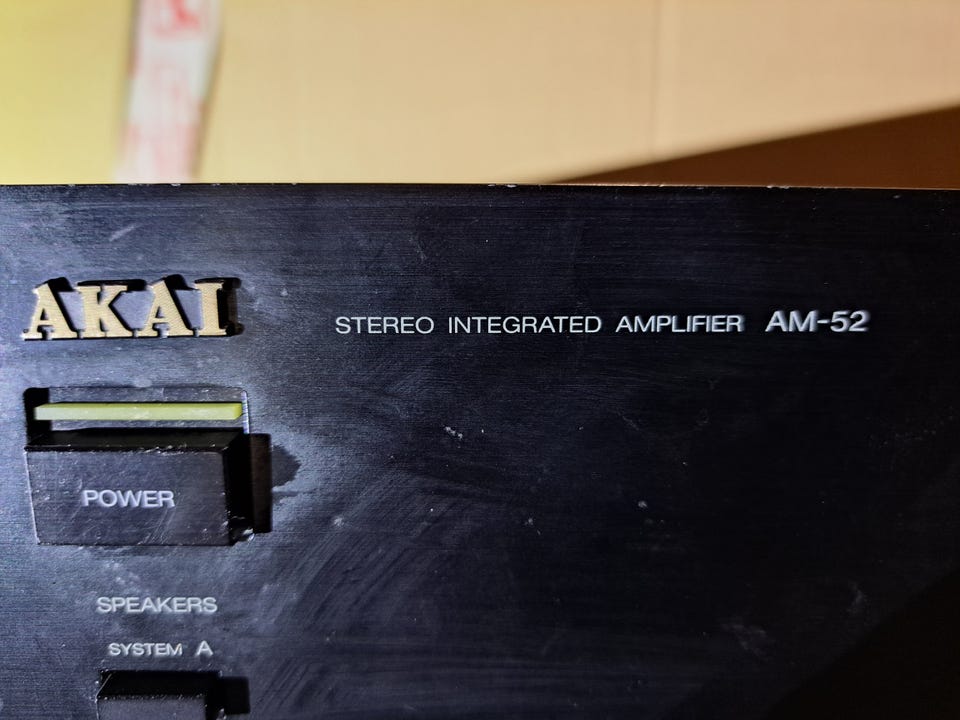 AKAI
STEREO INTEGRATED AMPLIFIER AM-52
POWER
SPEAKERS
SYSTEM A